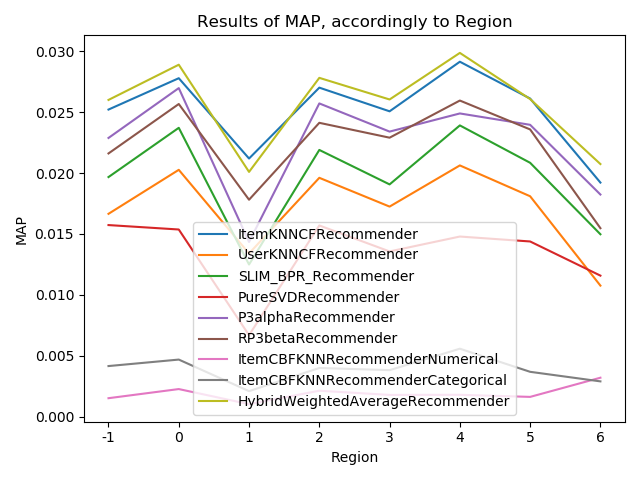 Results of MAP, accordingly to Region
0.030
0.025
0.020
0.015
0.010
0.005
0.000
MAP
ItemKNNCFRecommender
UserKNNCFRecommender
SLIM_BPR_Recommender
PureSVDRecommender
P3alphaRecommender
RP3betaRecommender
ItemCBFKNNRecommenderNumerical
ItemCBFKNNRecommenderCategorical
HybridWeightedAverageRecommender
-1 0 1 2 3 4 5 6
Region